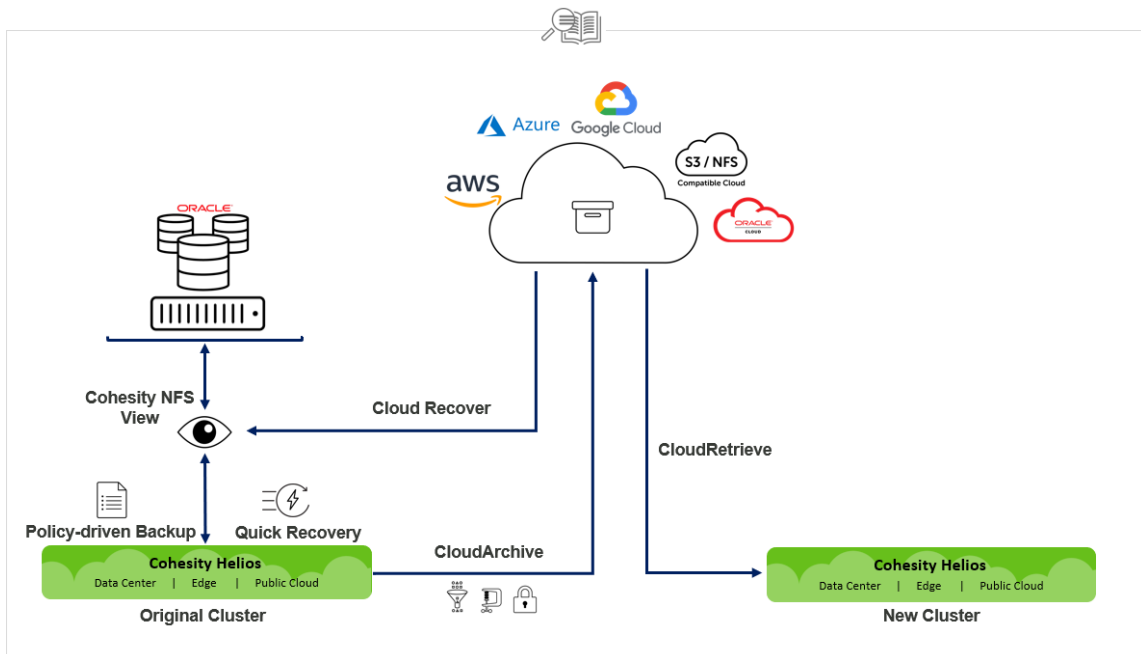 Azure
Google Cloud
aws
S3 / NFS
Compatible Cloud
ORACLE
CLOUD
ORACLE
Cohesity NFS
View
Cloud Recover
CloudRetrieve
Policy-driven Backup
Quick Recovery
CloudArchive
Cohesity Helios
Data Center | Edge | Public Cloud
Original Cluster
Cohesity Helios
Data Center | Edge | Public Cloud
New Cluster